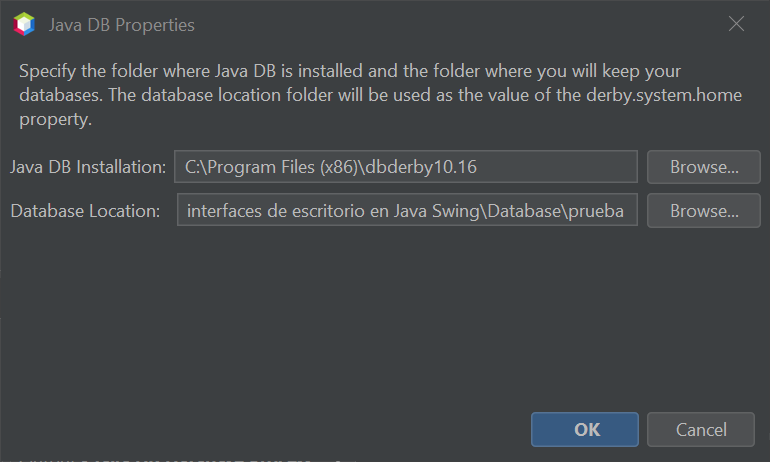 Java DB Properties
Specify the folder where Java DB is installed and the folder where you will keep your
databases. The database location folder will be used as the value of the derby.system.home
property.
Java DB Installation: C:\Program Files (x86)\dbderby10.16 Browse...
Database Location: interfaces de escritorio en Java Swing\Database\prueba Browse...
OK Cancel